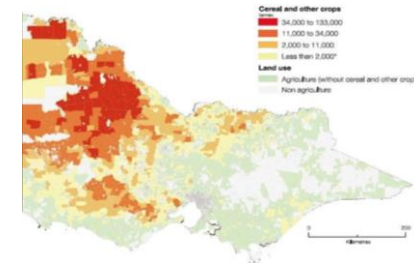 Cereal and other crops
34,000 to 133,000
11,000 to 34,000
2,000 to 11,000
Less than 2,000*
Land use
Agriculture (without cereal and other crop
Non agriculture
0
200